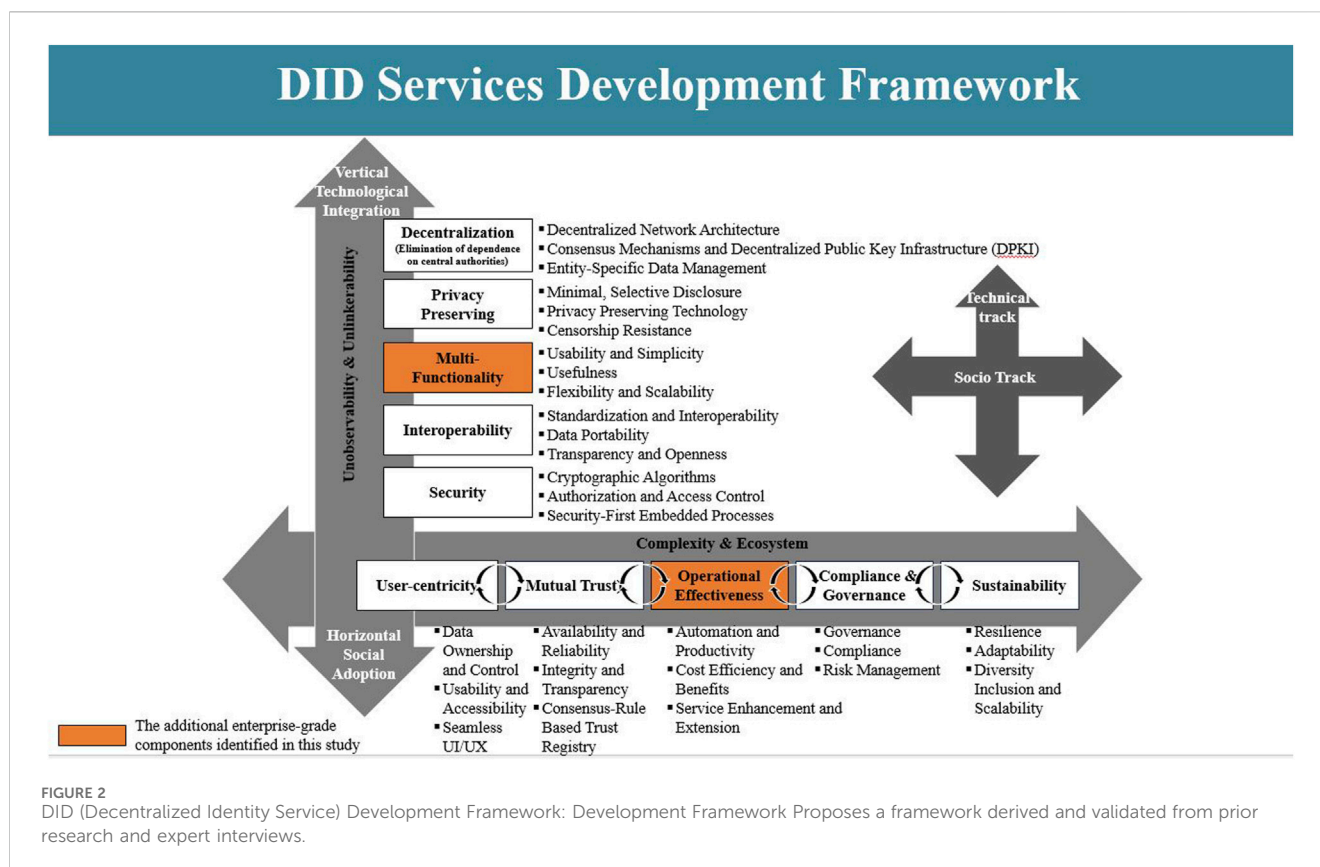 DID Services Development Framework
Vertical
Technological
Integration
Unobservability & Unlinkerability
Decentralization
(Elimination of dependence
on central authorities)
▪ Decentralized Network Architecture
▪ Consensus Mechanisms and Decentralized Public Key Infrastructure (DPKI)
▪ Entity-Specific Data Management
Privacy
Preserving
▪ Minimal, Selective Disclosure
▪ Privacy Preserving Technology
▪ Censorship Resistance
Multi-
Functionality
▪ Usability and Simplicity
▪ Usefulness
▪ Flexibility and Scalability
Interoperability
▪ Standardization and Interoperability
▪ Data Portability
▪ Transparency and Openness
Security
▪ Cryptographic Algorithms
▪ Authorization and Access Control
▪ Security-First Embedded Processes
Technical
track
Socio Track
Complexity & Ecosystem
User-centricity
Mutual Trust
Operational
Effectiveness
Compliance &
Governance
Sustainability
Horizontal
Social
Adoption
▪ Data
Ownership
and Control
▪ Usability and
Accessibility
▪ Seamless
UI/UX
▪ Availability and
Reliability
▪ Integrity and
Transparency
▪ Consensus-Rule
Based Trust
Registry
▪ Automation and
Productivity
▪ Cost Efficiency and
Benefits
▪ Service Enhancement and
Extension
▪ Governance
▪ Compliance
▪ Risk Management
▪ Resilience
▪ Adaptability
▪ Diversity
Inclusion and
Scalability
The additional enterprise-grade
components identified in this study
FIGURE 2
DID (Decentralized Identity Service) Development Framework: Development Framework Proposes a framework derived and validated from prior
research and expert interviews.